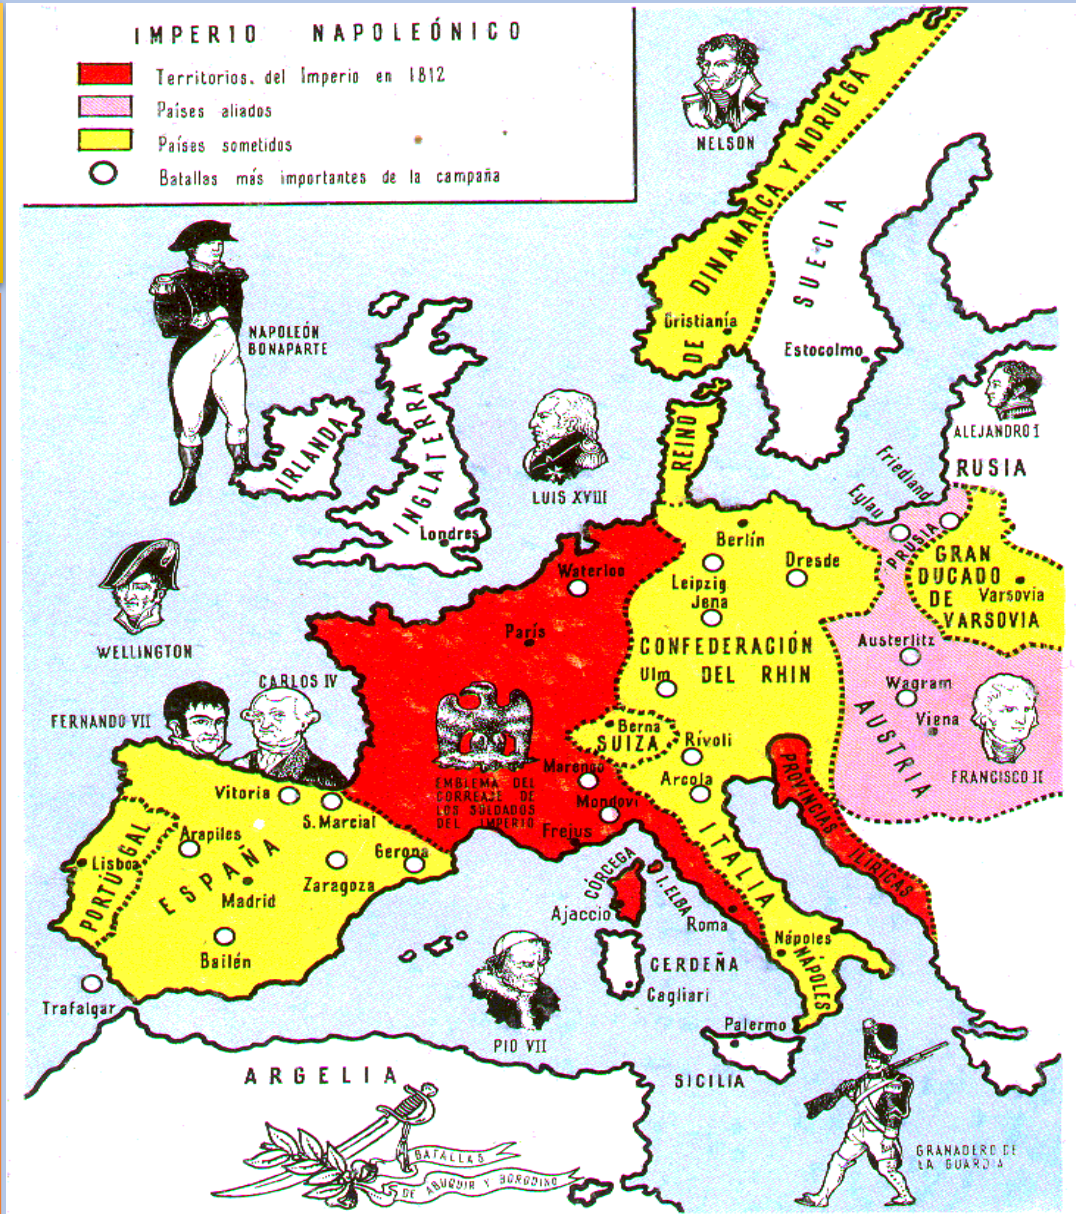 IMPERIO NAPOLEÓNICO
Territorios. del Imperio en 1812
Países aliados
Países sometidos
Batallas más importantes de la campaña
NELSON
REINO DE DINAMARCA Y NORUEGA
SUECIA
Cristianía
Estocolmo
NAPOLEÓN
BONAPARTE
IRLANDA
INGLATERRA
Londres
LUIS XVIII
ALEJANDRO I
RUSIA
Friedland
Eylau
PRUSIA
GRAN
DUCADO
DE
VARSOVIA
Varsovia
Berlín
Dresde
Leipzig
Jena
Waterloo
París
CONFEDERACIÓN
DEL RHIN
Ulm
Austerlitz
Wagram
Viena
AUSTRIA
FRANCISCO II
WELLINGTON
CARLOS IV
FERNANDO VII
EMBLEMA DEL
CORREAJE DE
LOS SOLDADOS
DEL IMPERIO
Berna
SUIZA
Rívoli
Marengo
Arcola
Mondovi
Frejus
PROVINCIAS ILIRICAS
ITALIA
Vitoria
S. Marcial
Arapiles
Gerona
Lisboa
PORTUGAL
ESPAÑA
Zaragoza
Madrid
Bailén
Trafalgar
CÓRCEGA
I. ELBA
Ajaccio
Roma
Nápoles
NÁPOLES
CERDEÑA
Cagliari
PIO VII
Palermo
SICILIA
ARGELIA
BATALLAS
DE ABUQUIR Y BORODINO
GRANADERO DE
LA GUARDIA